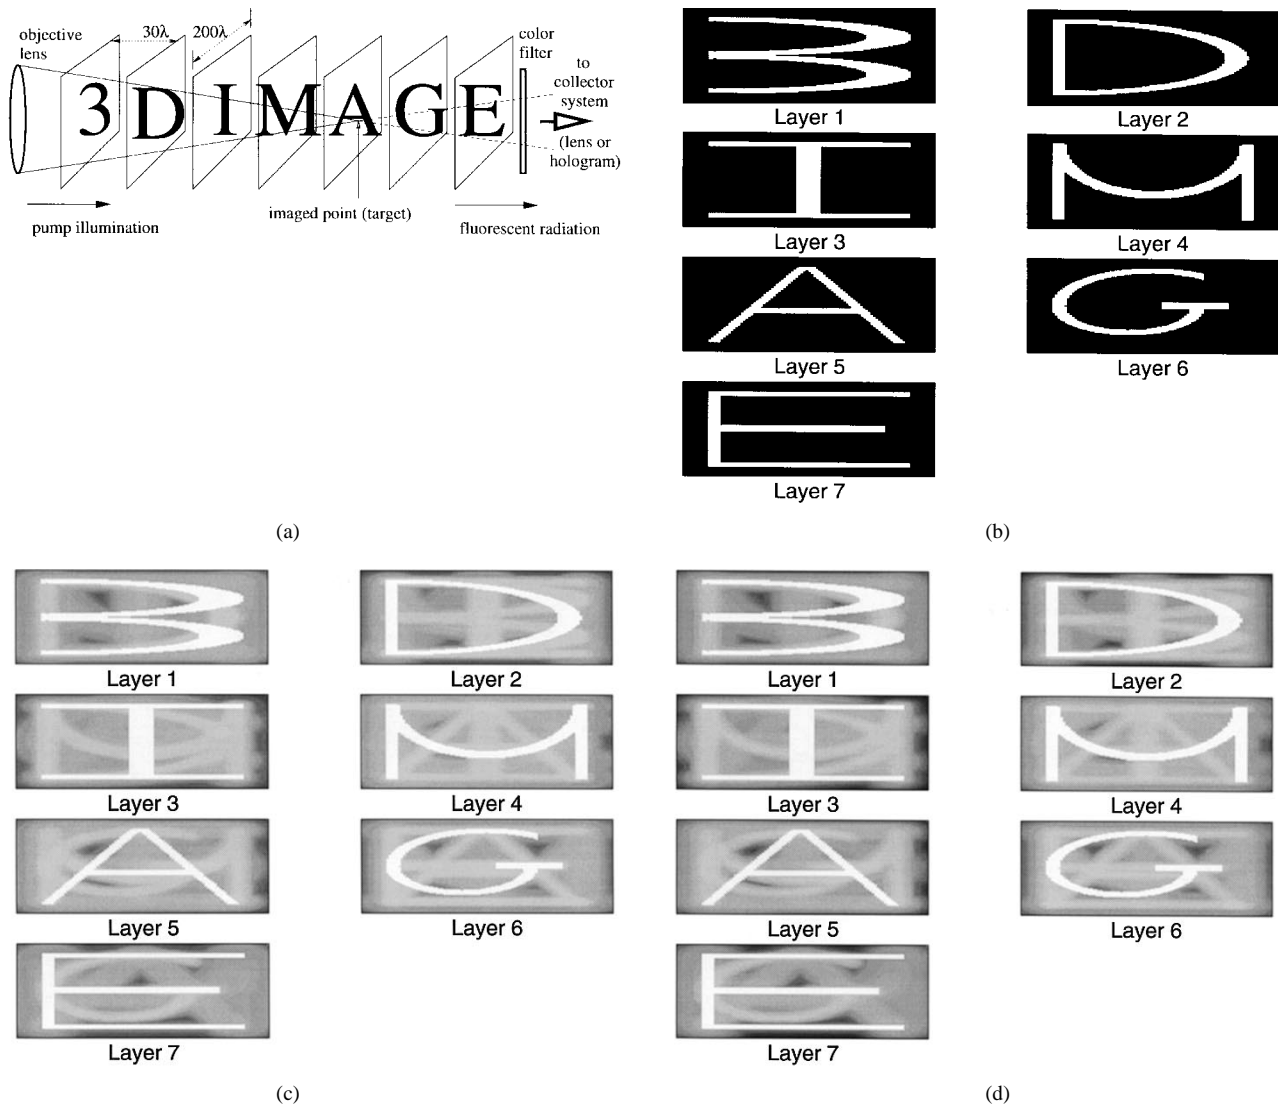 objective
lens
30λ
200λ
color
filter
to
collector
system
(lens or
hologram)
3 D I M A G E
imaged point (target)
pump illumination
fluorescent radiation
(a)
3
Layer 1
D
Layer 2
I
Layer 3
M
Layer 4
A
Layer 5
G
Layer 6
E
Layer 7
(b)
3
Layer 1
D
Layer 2
I
Layer 3
M
Layer 4
A
Layer 5
G
Layer 6
E
Layer 7
(c)
3
Layer 1
D
Layer 2
I
Layer 3
M
Layer 4
A
Layer 5
G
Layer 6
E
Layer 7
(d)